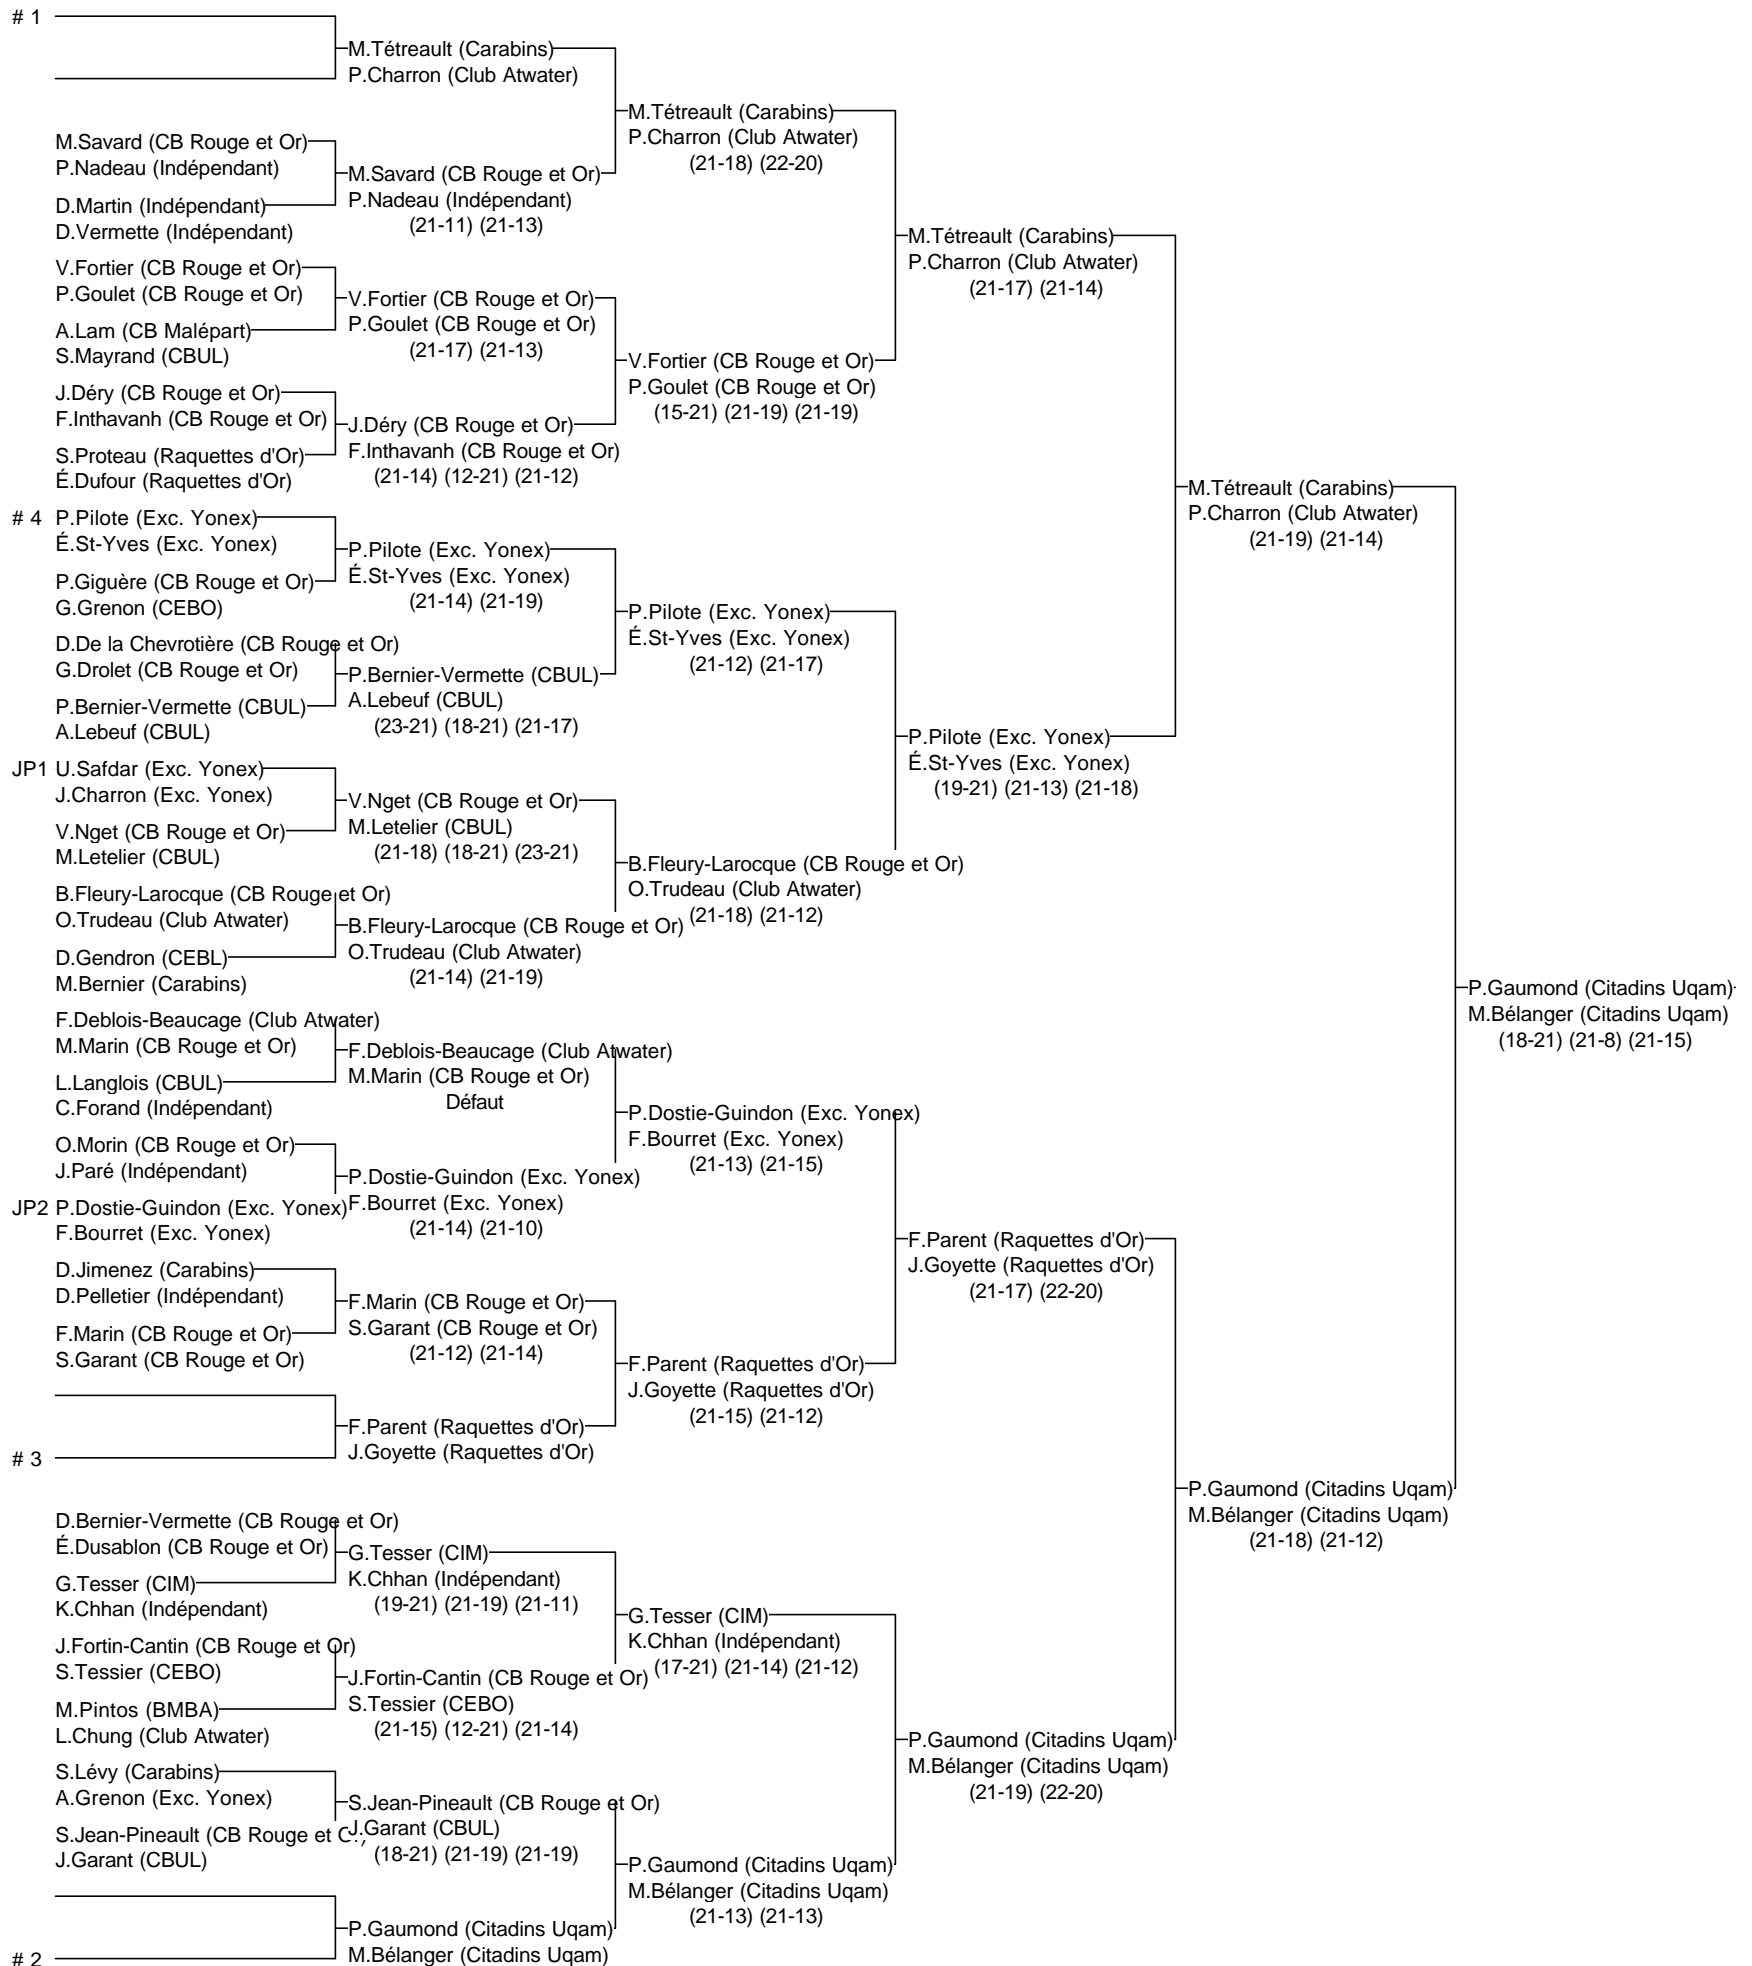 # 1
M.Tétreault (Carabins)
P.Charron (Club Atwater)
M.Tétreault (Carabins)
P.Charron (Club Atwater)
(21-18) (22-20)
M.Savard (CB Rouge et Or)
P.Nadeau (Indépendant)
M.Savard (CB Rouge et Or)
P.Nadeau (Indépendant)
(21-11) (21-13)
D.Martin (Indépendant)
D.Vermette (Indépendant)
M.Tétreault (Carabins)
P.Charron (Club Atwater)
(21-17) (21-14)
V.Fortier (CB Rouge et Or)
P.Goulet (CB Rouge et Or)
V.Fortier (CB Rouge et Or)
P.Goulet (CB Rouge et Or)
(21-17) (21-13)
A.Lam (CB Malépart)
S.Mayrand (CBUL)
V.Fortier (CB Rouge et Or)
P.Goulet (CB Rouge et Or)
(15-21) (21-19) (21-19)
J.Déry (CB Rouge et Or)
F.Inthavanh (CB Rouge et Or)
J.Déry (CB Rouge et Or)
F.Inthavanh (CB Rouge et Or)
(21-14) (12-21) (21-12)
S.Proteau (Raquettes d'Or)
É.Dufour (Raquettes d'Or)
M.Tétreault (Carabins)
P.Charron (Club Atwater)
(21-19) (21-14)
# 4 P.Pilote (Exc. Yonex)
É.St-Yves (Exc. Yonex)
P.Pilote (Exc. Yonex)
É.St-Yves (Exc. Yonex)
(21-14) (21-19)
P.Giguère (CB Rouge et Or)
G.Grenon (CEBO)
P.Pilote (Exc. Yonex)
É.St-Yves (Exc. Yonex)
(21-12) (21-17)
D.De la Chevrotière (CB Rouge et Or)
G.Drolet (CB Rouge et Or)
P.Bernier-Vermette (CBUL)
A.Lebeuf (CBUL)
(23-21) (18-21) (21-17)
P.Bernier-Vermette (CBUL)
A.Lebeuf (CBUL)
P.Pilote (Exc. Yonex)
É.St-Yves (Exc. Yonex)
(19-21) (21-13) (21-18)
JP1 U.Safdar (Exc. Yonex)
J.Charron (Exc. Yonex)
V.Nget (CB Rouge et Or)
M.Letelier (CBUL)
(21-18) (18-21) (23-21)
V.Nget (CB Rouge et Or)
M.Letelier (CBUL)
B.Fleury-Larocque (CB Rouge et Or)
O.Trudeau (Club Atwater)
(21-18) (21-12)
B.Fleury-Larocque (CB Rouge et Or)
O.Trudeau (Club Atwater)
B.Fleury-Larocque (CB Rouge et Or)
O.Trudeau (Club Atwater)
(21-14) (21-19)
D.Gendron (CEBL)
M.Bernier (Carabins)
P.Gaumond (Citadins Uqam)
M.Bélanger (Citadins Uqam)
(18-21) (21-8) (21-15)
F.Deblois-Beaucage (Club Atwater)
M.Marin (CB Rouge et Or)
F.Deblois-Beaucage (Club Atwater)
M.Marin (CB Rouge et Or)
Défaut
L.Langlois (CBUL)
C.Forand (Indépendant)
P.Dostie-Guindon (Exc. Yonex)
F.Bourret (Exc. Yonex)
(21-13) (21-15)
O.Morin (CB Rouge et Or)
J.Paré (Indépendant)
P.Dostie-Guindon (Exc. Yonex)
F.Bourret (Exc. Yonex)
(21-14) (21-10)
JP2 P.Dostie-Guindon (Exc. Yonex)
F.Bourret (Exc. Yonex)
F.Parent (Raquettes d'Or)
J.Goyette (Raquettes d'Or)
(21-17) (22-20)
D.Jimenez (Carabins)
D.Pelletier (Indépendant)
F.Marin (CB Rouge et Or)
S.Garant (CB Rouge et Or)
(21-12) (21-14)
F.Marin (CB Rouge et Or)
S.Garant (CB Rouge et Or)
F.Parent (Raquettes d'Or)
J.Goyette (Raquettes d'Or)
(21-15) (21-12)
F.Parent (Raquettes d'Or)
J.Goyette (Raquettes d'Or)
# 3
P.Gaumond (Citadins Uqam)
M.Bélanger (Citadins Uqam)
(21-18) (21-12)
D.Bernier-Vermette (CB Rouge et Or)
É.Dusablon (CB Rouge et Or)
G.Tesser (CIM)
K.Chhan (Indépendant)
(19-21) (21-19) (21-11)
G.Tesser (CIM)
K.Chhan (Indépendant)
G.Tesser (CIM)
K.Chhan (Indépendant)
(17-21) (21-14) (21-12)
J.Fortin-Cantin (CB Rouge et Or)
S.Tessier (CEBO)
J.Fortin-Cantin (CB Rouge et Or)
S.Tessier (CEBO)
(21-15) (12-21) (21-14)
M.Pintos (BMBA)
L.Chung (Club Atwater)
P.Gaumond (Citadins Uqam)
M.Bélanger (Citadins Uqam)
(21-19) (22-20)
S.Lévy (Carabins)
A.Grenon (Exc. Yonex)
S.Jean-Pineault (CB Rouge et Or)
J.Garant (CBUL)
(18-21) (21-19) (21-19)
S.Jean-Pineault (CB Rouge et Or)
J.Garant (CBUL)
P.Gaumond (Citadins Uqam)
M.Bélanger (Citadins Uqam)
(21-13) (21-13)
P.Gaumond (Citadins Uqam)
M.Bélanger (Citadins Uqam)
# 2